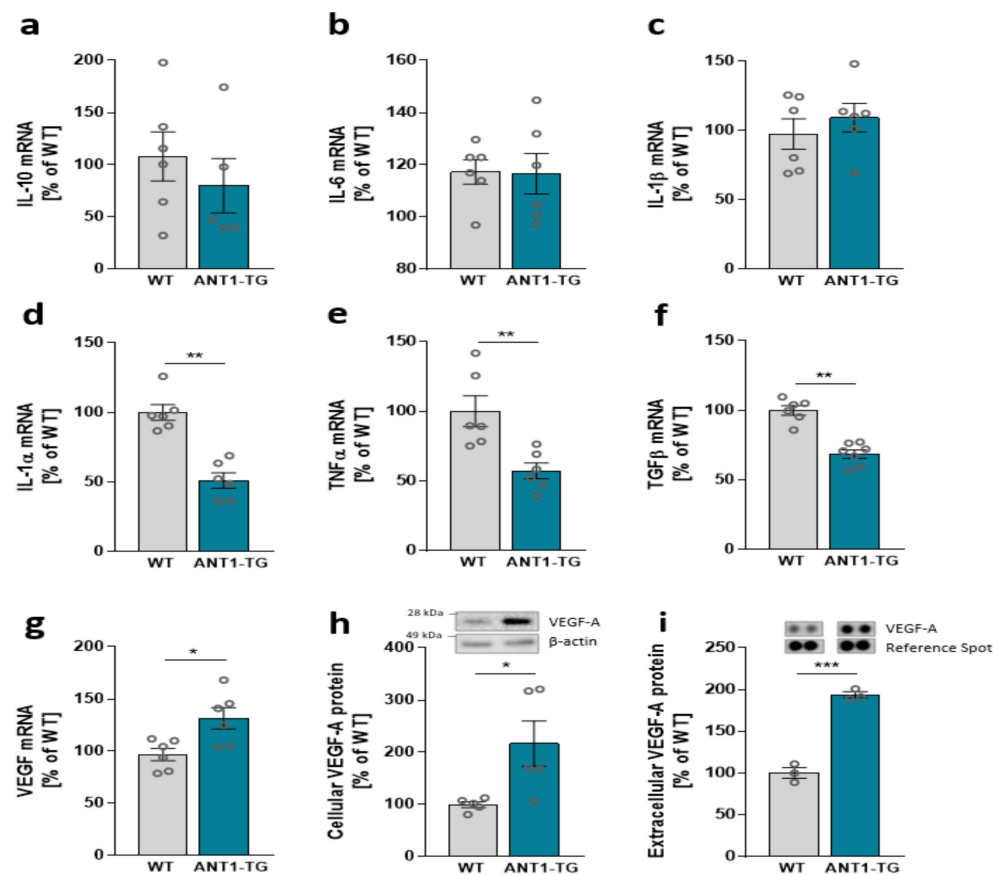 a
IL-10 mRNA
[% of WT]
200
150
100
50
0
WT ANT1-TG
b
IL-6 mRNA
[% of WT]
160
140
120
100
80
WT ANT1-TG
c
IL-1β mRNA
[% of WT]
150
100
50
0
WT ANT1-TG
d
IL-1α mRNA
[% of WT]
150
100
50
0
**
WT ANT1-TG
e
TNFα mRNA
[% of WT]
150
100
50
0
**
WT ANT1-TG
f
TGFβ mRNA
[% of WT]
150
100
50
0
**
WT ANT1-TG
g
VEGF mRNA
[% of WT]
200
150
100
50
0
*
WT ANT1-TG
h
28 kDa
VEGF-A
49 kDa
β-actin
Cellular VEGF-A protein
[% of WT]
400
300
200
100
0
*
WT ANT1-TG
i
VEGF-A
Reference Spot
Extracellular VEGF-A protein
[% of WT]
250
200
150
100
50
0
***
WT ANT1-TG